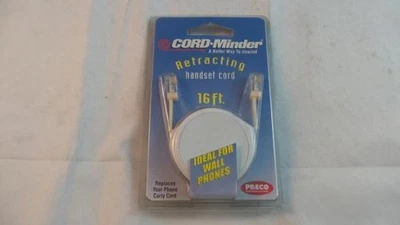 CORD-Minder
A Better Way To Unwind
Retracting
handset cord
16 ft.
IDEAL FOR
WALL
PHONES
Replaces
Your Phone
Curly Cord
PRECO